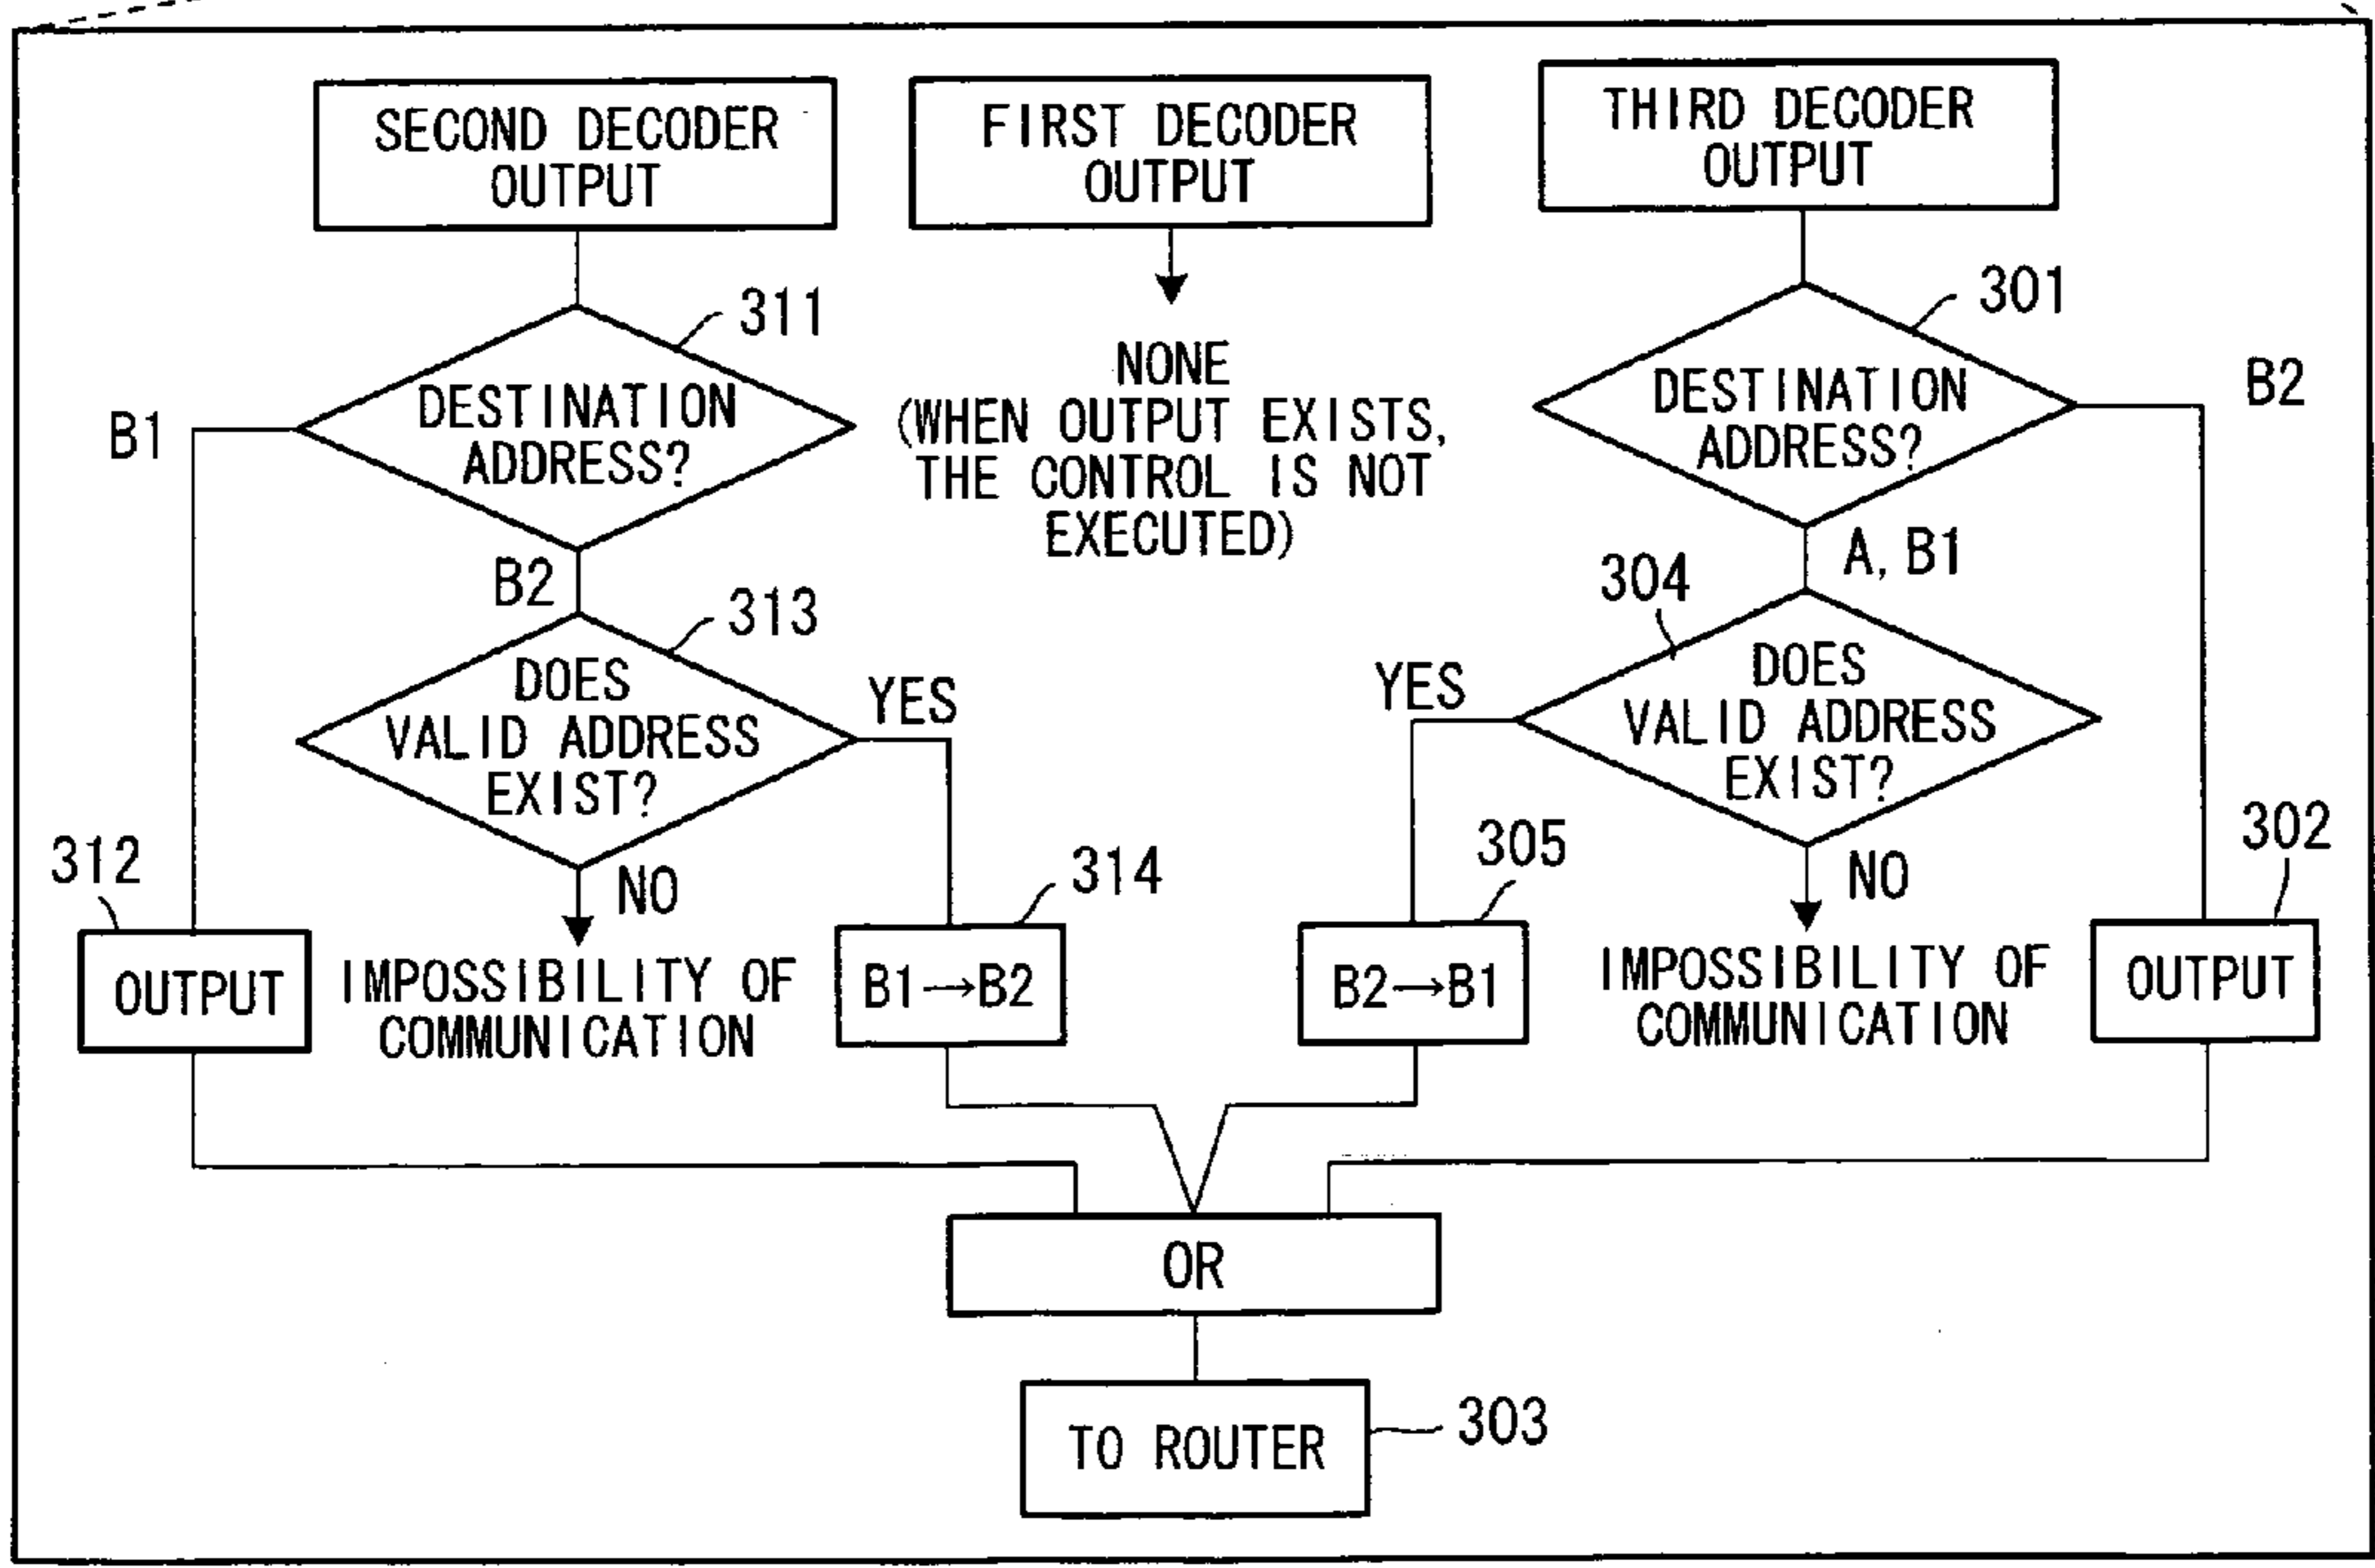 SECOND DECODER
OUTPUT
FIRST DECODER
OUTPUT
THIRD DECODER
OUTPUT
311
301
DESTINATION
ADDRESS?
B1
B2
NONE
(WHEN OUTPUT EXISTS,
THE CONTROL IS NOT
EXECUTED)
DESTINATION
ADDRESS?
B2
A, B1
313
304
DOES
VALID ADDRESS
EXIST?
YES
NO
YES
DOES
VALID ADDRESS
EXIST?
NO
312
314
305
302
OUTPUT
IMPOSSIBILITY OF
COMMUNICATION
B1→B2
B2→B1
IMPOSSIBILITY OF
COMMUNICATION
OUTPUT
OR
TO ROUTER
303